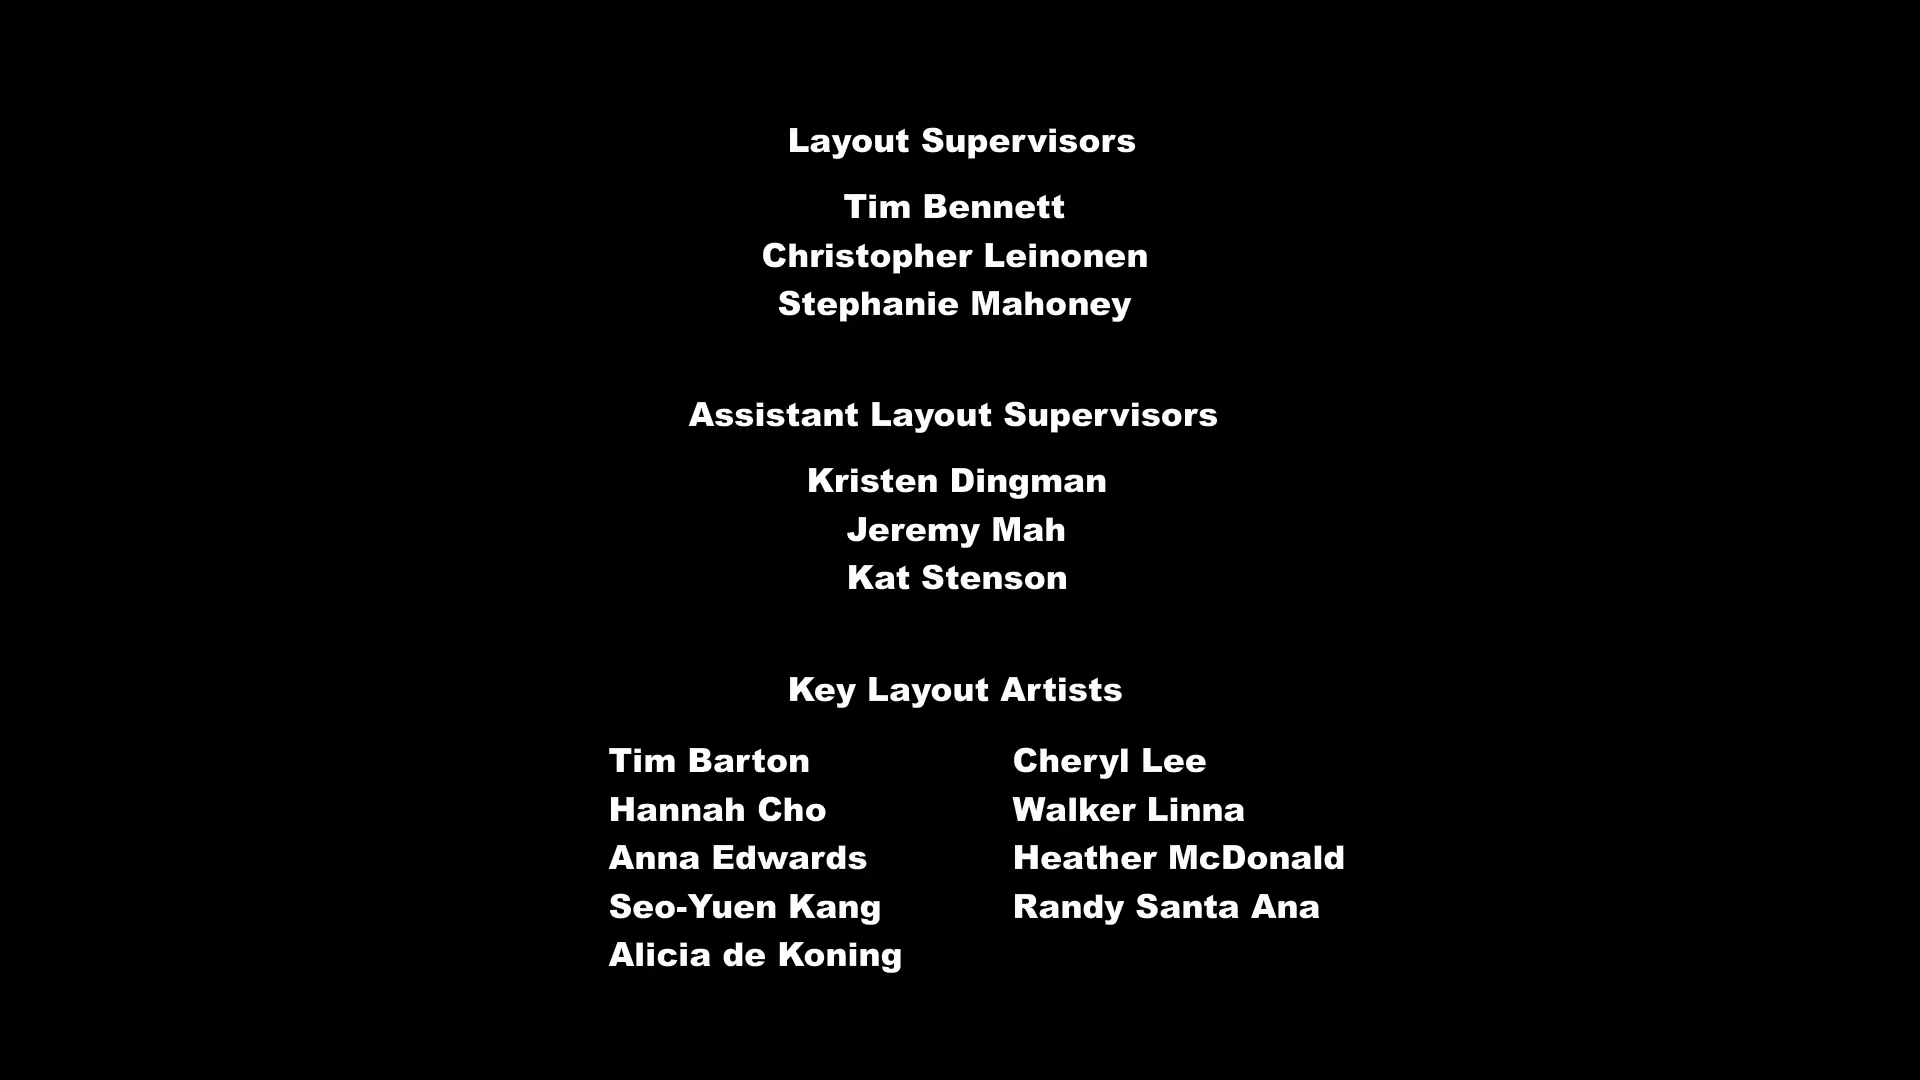 Layout Supervisors
Tim Bennett
Christopher Leinonen
Stephanie Mahoney
Assistant Layout Supervisors
Kristen Dingman
Jeremy Mah
Kat Stenson
Key Layout Artists
Tim Barton
Hannah Cho
Anna Edwards
Seo-Yuen Kang
Alicia de Koning
Cheryl Lee
Walker Linna
Heather McDonald
Randy Santa Ana